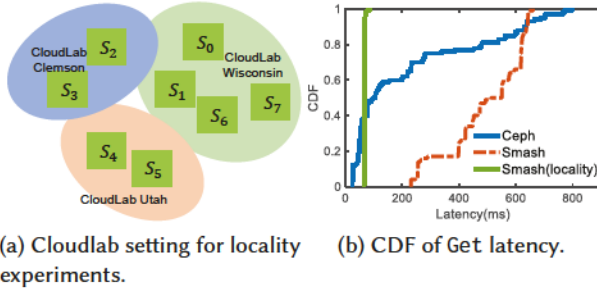 CloudLab
Clemson
S2
S3
S0
CloudLab
Wisconsin
S1
S6
S7
S4
S5
CloudLab Utah
1
0.8
0.6
0.4
0.2
0
CDF
Ceph
Smash
Smash(locality)
0 200 400 600 800
Latency(ms)
(a) Cloudlab setting for locality
experiments.
(b) CDF of Get latency.